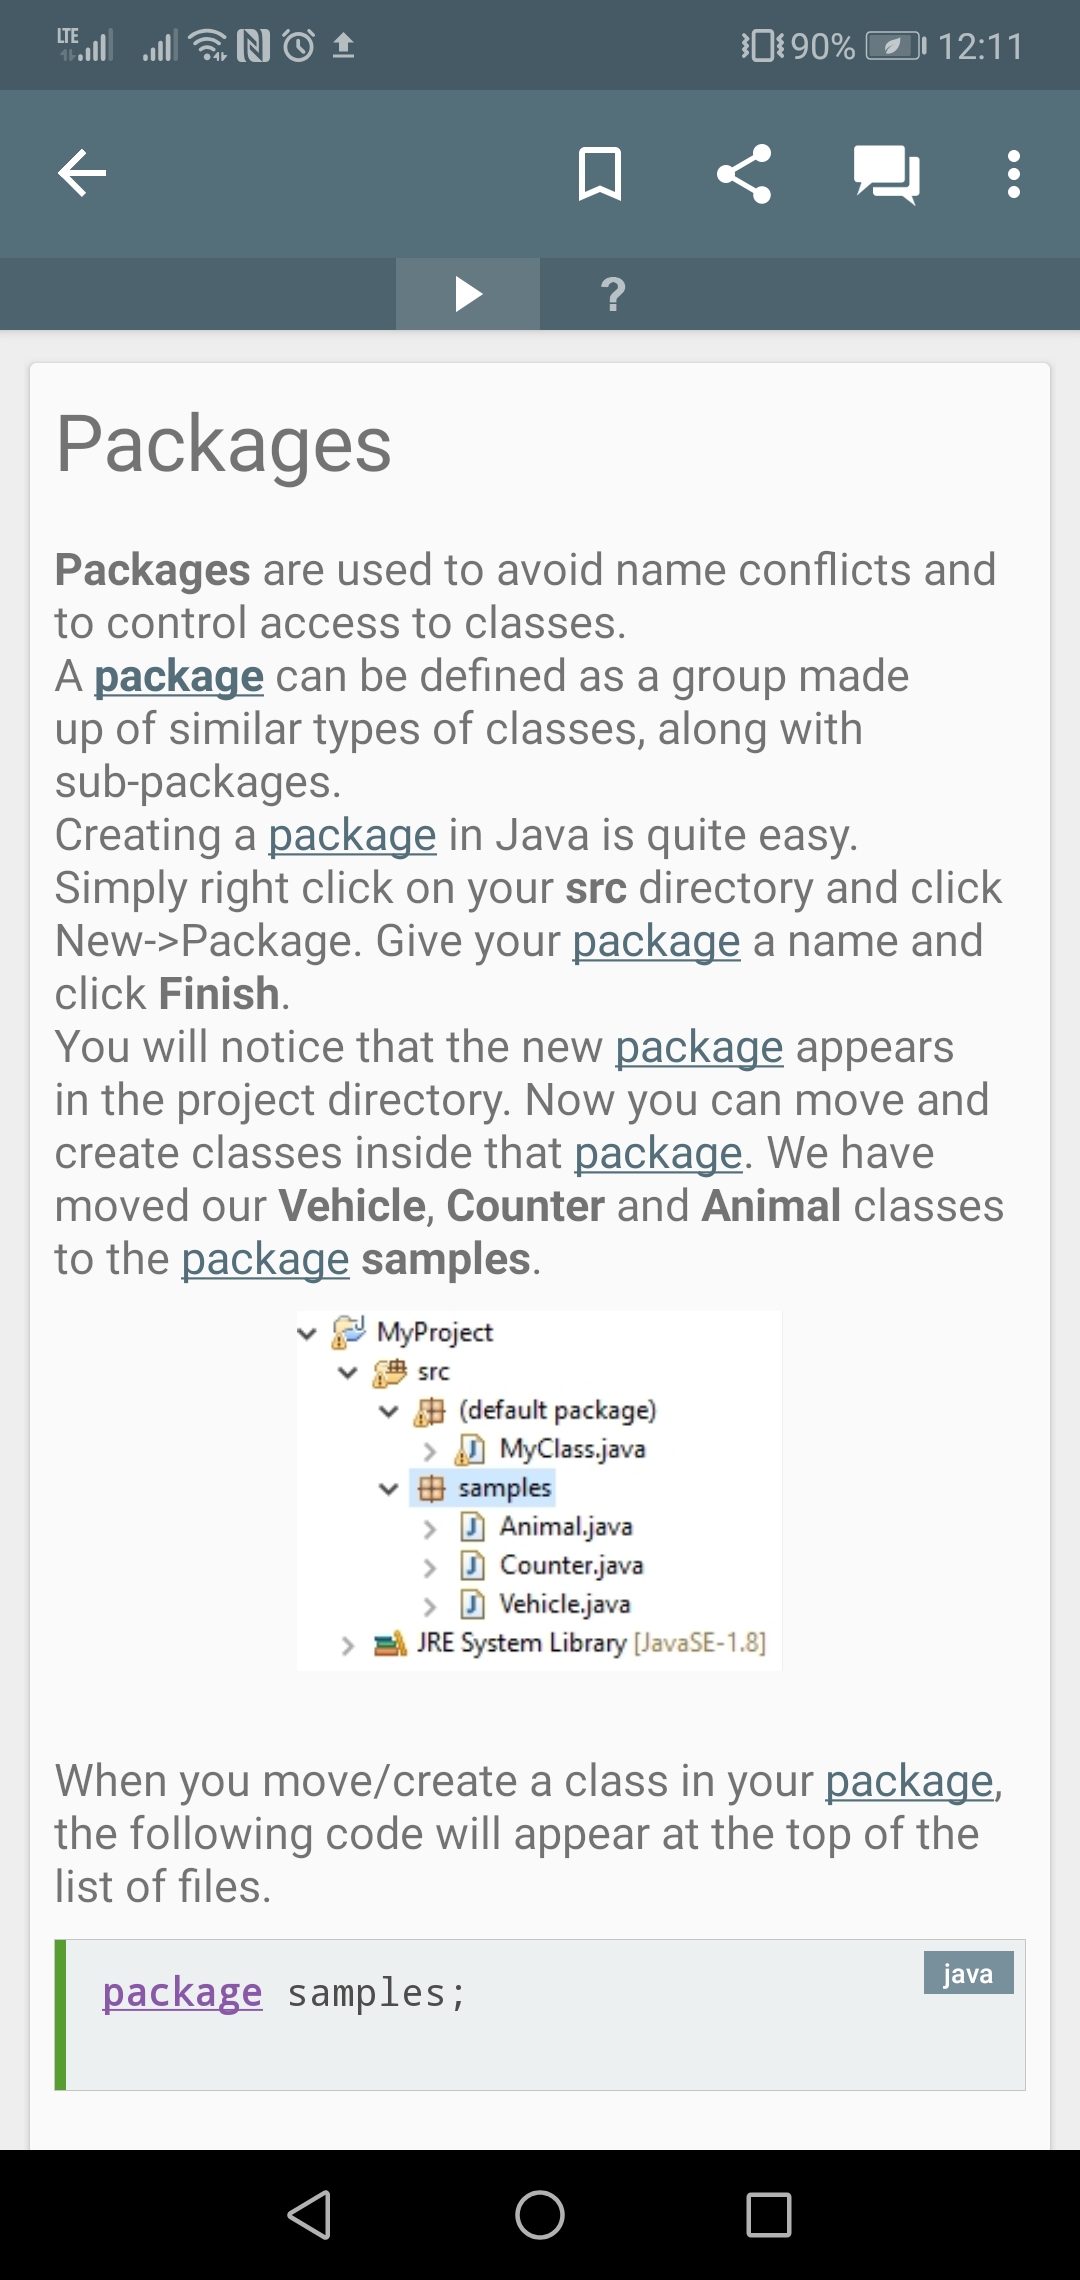 LTE 90% 12:11
?
Packages
Packages are used to avoid name conflicts and
to control access to classes.
A package can be defined as a group made
up of similar types of classes, along with
sub-packages.
Creating a package in Java is quite easy.
Simply right click on your src directory and click
New->Package. Give your package a name and
click Finish.
You will notice that the new package appears
in the project directory. Now you can move and
create classes inside that package. We have
moved our Vehicle, Counter and Animal classes
to the package samples.
MyProject
src
(default package)
MyClass.java
samples
Animal.java
Counter.java
Vehicle.java
JRE System Library [JavaSE-1.8]
When you move/create a class in your package,
the following code will appear at the top of the
list of files.
java
package samples;